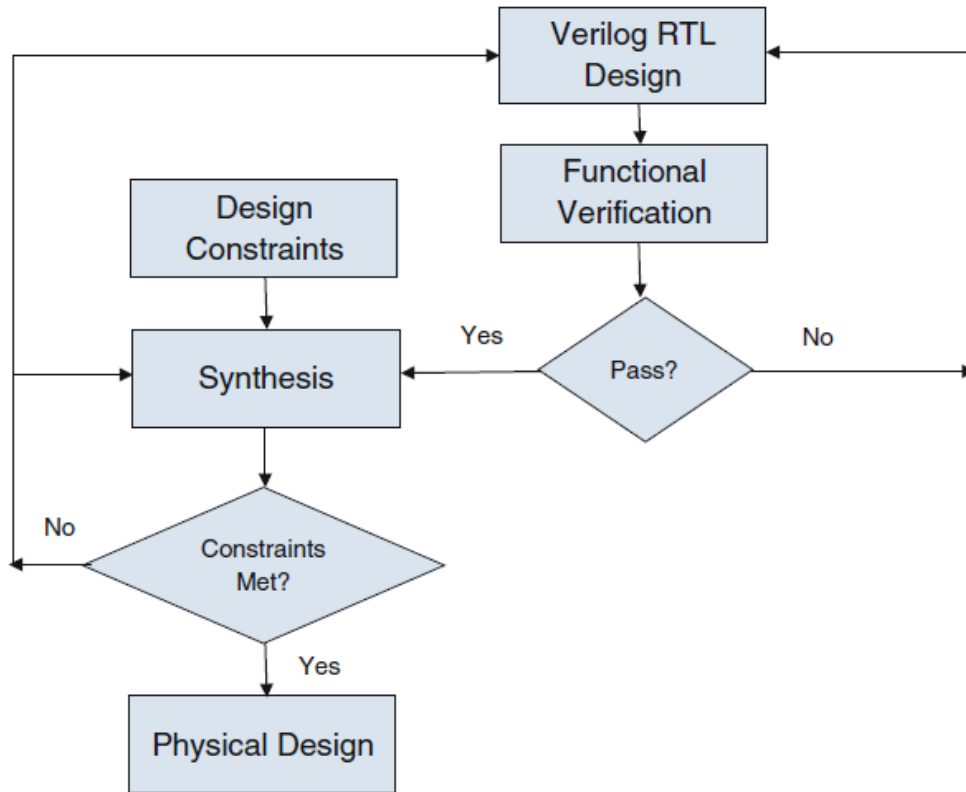 Verilog RTL
Design
Functional
Verification
Design
Constraints
Yes
No
Pass?
Synthesis
No
Constraints
Met?
Yes
Physical Design